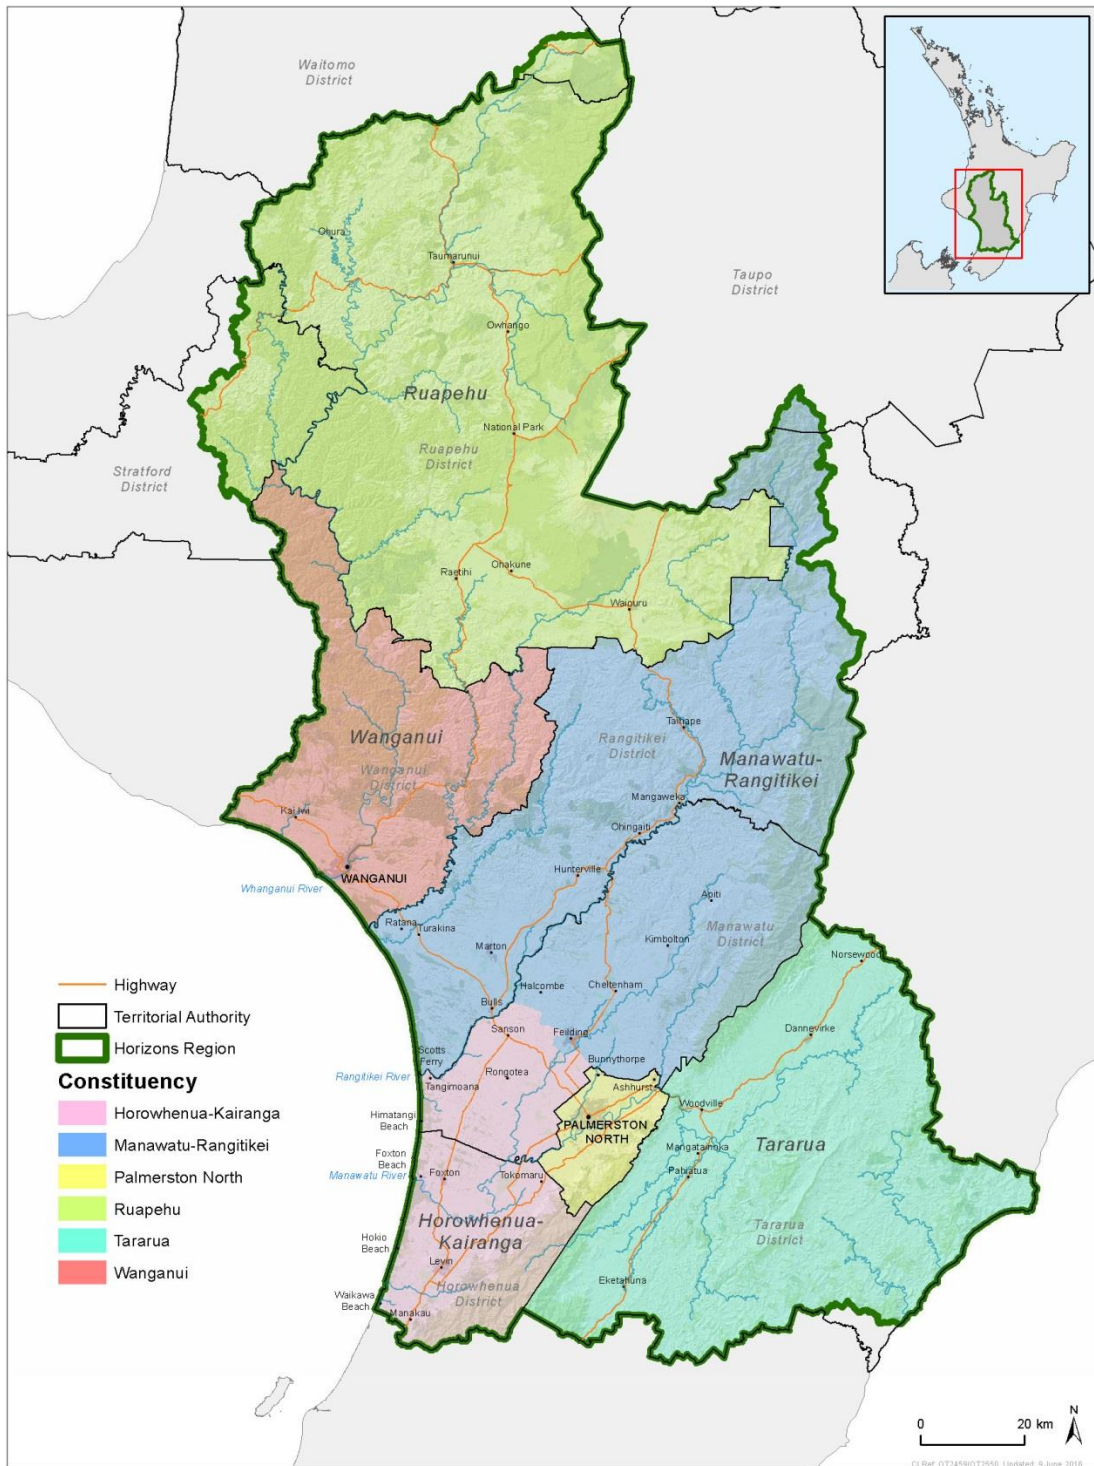 Waitomo
District
Ohura
Taumarunui
Taupo
District
Owhango
Ruapehu
National Park
Ruapehu
District
Stratford
District
Raetihi
Ohakune
Waiouru
Taihape
Wanganui
Rangitikei
District
Manawatu-
Rangitikei
Wanganui
District
Mangaweka
Kai Iwi
Ohingaiti
Hunterville
WANGANUI
Whanganui River
Apiti
Ratana
Turakina
Manawatu
District
Kimbolton
Marton
Norsewood
Halcombe
Cheltenham
Bulls
Sanson
Feilding
Dannevirke
Scotts
Ferry
Bunnythorpe
Rangitikei River
Tangimoana
Rongotea
Ashhurst
Himatangi
Beach
PALMERSTON
NORTH
Woodville
Mangatainoka
Tararua
Foxton
Beach
Manawatu River
Foxton
Tokomaru
Pahiatua
Horowhenua-
Kairanga
Tararua
District
Hokio
Beach
Levin
Horowhenua
District
Eketahuna
Waikawa
Beach
Manakau
Highway
Territorial Authority
Horizons Region
Constituency
Horowhenua-Kairanga
Manawatu-Rangitikei
Palmerston North
Ruapehu
Tararua
Wanganui
0 20 km
N